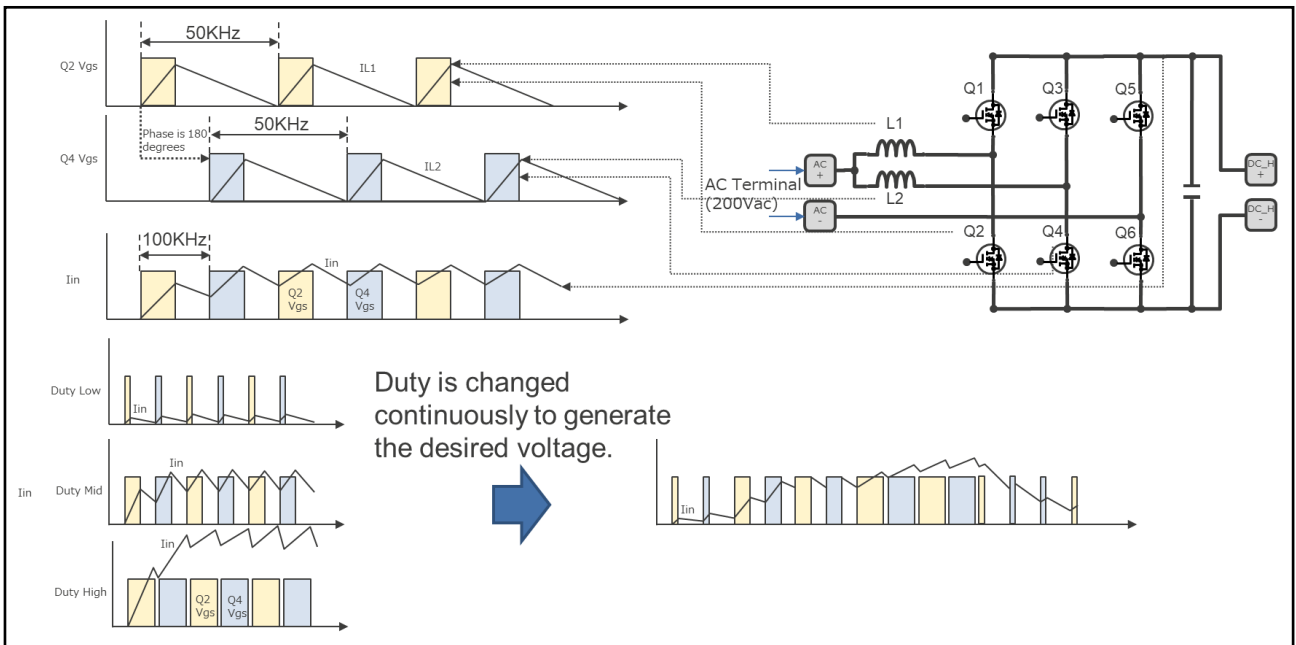 50KHz
Q2 Vgs
IL1
Phase is 180
degrees
50KHz
Q4 Vgs
IL2
100KHz
Iin
Iin
Q2
Vgs
Q4
Vgs
Q1
Q3
Q5
L1
AC
+
AC Terminal
(200Vac)
L2
AC
-
Q2
Q4
Q6
DC_H
+
DC_H
-
Duty Low
Iin
Duty is changed
continuously to generate
the desired voltage.
Iin
Iin
Duty Mid
Iin
Iin
Duty High
Q2
Vgs
Q4
Vgs